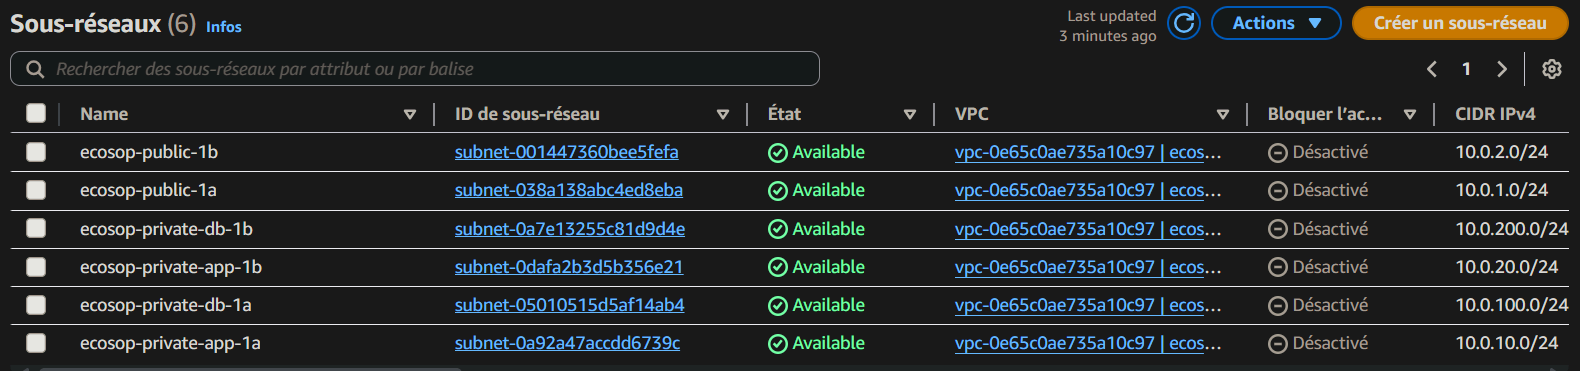 Sous-réseaux (6) Infos
Last updated
3 minutes ago
Actions
Créer un sous-réseau
Rechercher des sous-réseaux par attribut ou par balise
1
Name ID de sous-réseau État VPC Bloquer l'ac... CIDR IPv4
ecosop-public-1b subnet-001447360bee5fefa Available vpc-0e65c0ae735a10c97 | ecos... Désactivé 10.0.2.0/24
ecosop-public-1a subnet-038a138abc4ed8eba Available vpc-0e65c0ae735a10c97 | ecos... Désactivé 10.0.1.0/24
ecosop-private-db-1b subnet-0a7e13255c81d9d4e Available vpc-0e65c0ae735a10c97 | ecos... Désactivé 10.0.200.0/24
ecosop-private-app-1b subnet-0dafa2b3d5b356e21 Available vpc-0e65c0ae735a10c97 | ecos... Désactivé 10.0.20.0/24
ecosop-private-db-1a subnet-05010515d5af14ab4 Available vpc-0e65c0ae735a10c97 | ecos... Désactivé 10.0.100.0/24
ecosop-private-app-1a subnet-0a92a47accdd6739c Available vpc-0e65c0ae735a10c97 | ecos... Désactivé 10.0.10.0/24